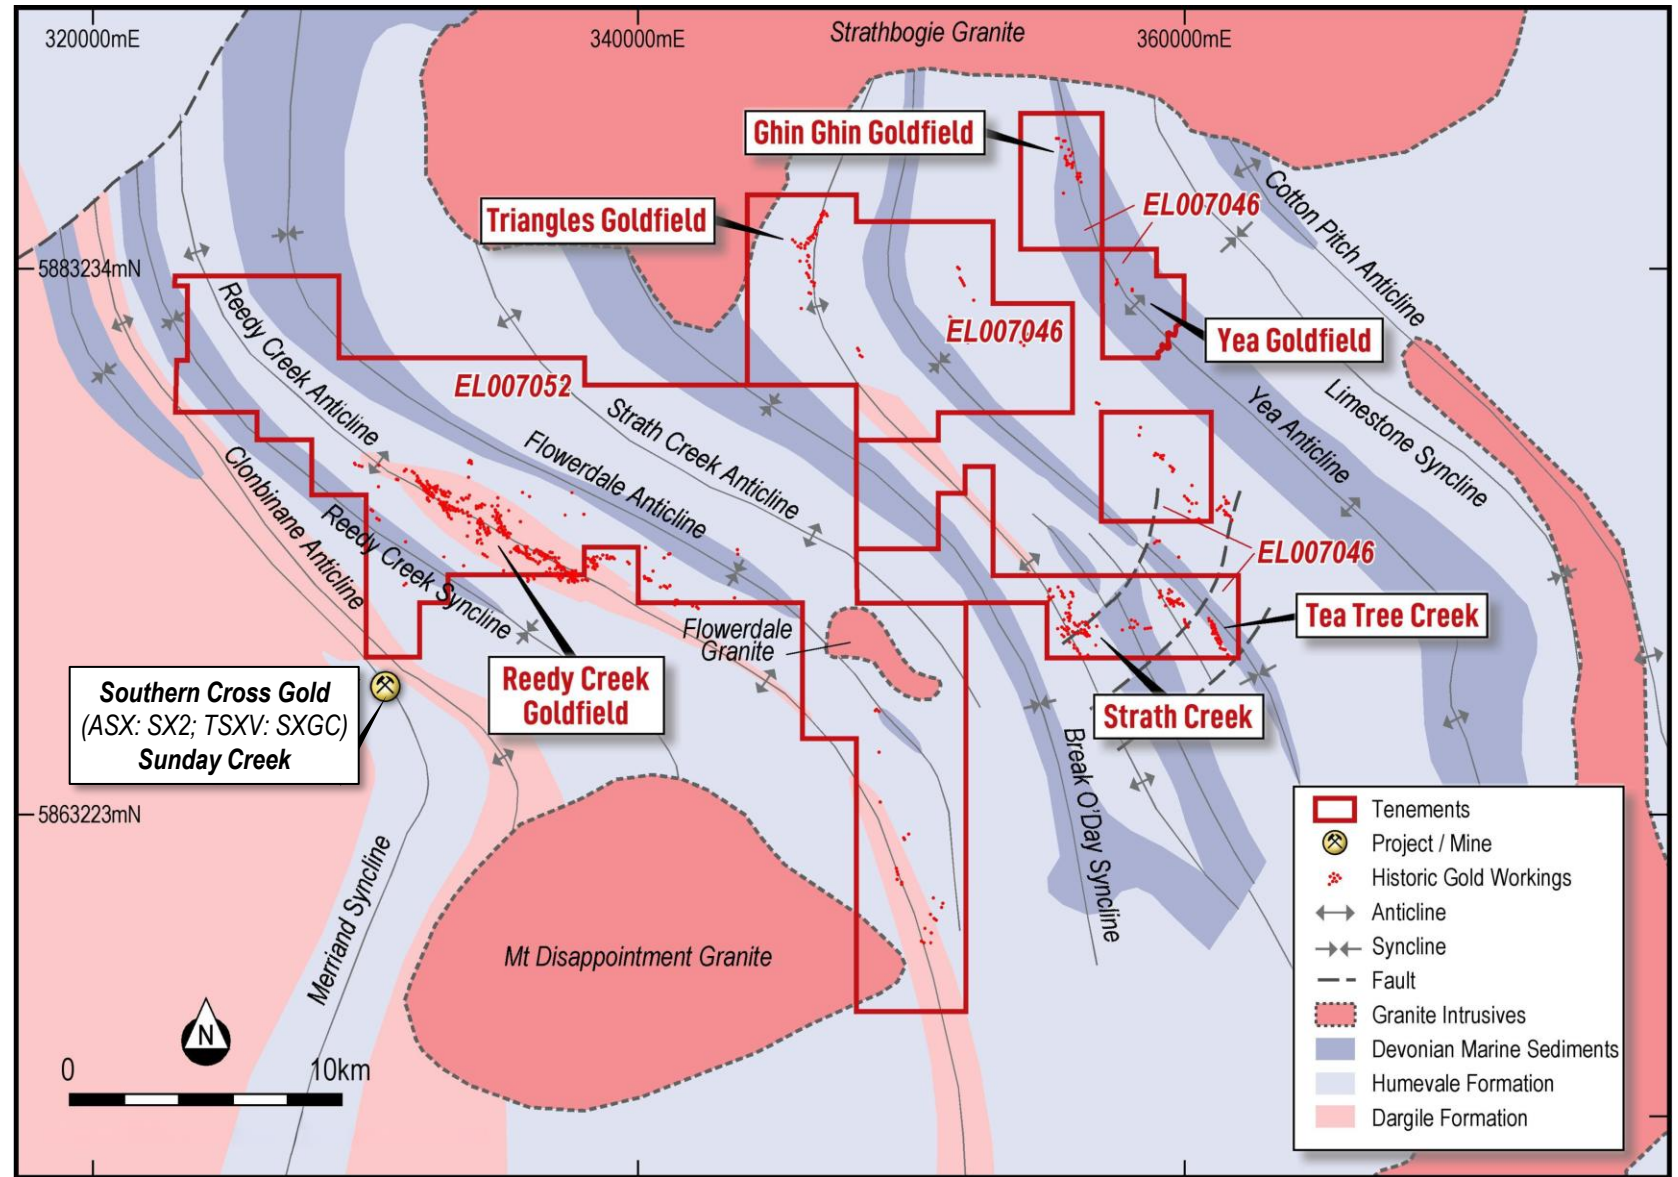 320000mE
340000mE
Strathbogie Granite
360000mE
Ghin Ghin Goldfield
Cotton Pitch Anticline
EL007046
Triangles Goldfield
5883234mN
Reedy Creek Anticline
EL007046
Yea Goldfield
EL007052
Strath Creek Anticline
Flowerdale Anticline
Yea Anticline
Limestone Syncline
Clonbinane Anticline
Reedy Creek Syncline
EL007046
Tea Tree Creek
Flowerdale
Granite
Reedy Creek
Goldfield
Strath Creek
Southern Cross Gold
(ASX: SX2; TSXV: SXGC)
Sunday Creek
Break O'Day Syncline
5863223mN
Merriand Syncline
Mt Disappointment Granite
N
0 10km
Tenements
Project / Mine
Historic Gold Workings
Anticline
Syncline
Fault
Granite Intrusives
Devonian Marine Sediments
Humevale Formation
Dargile Formation